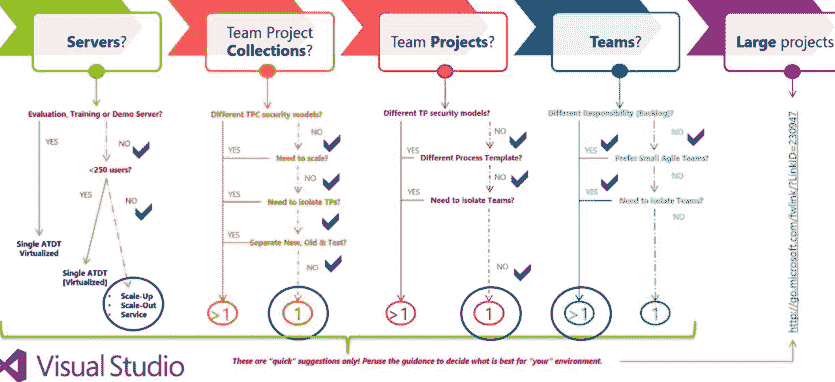 Servers?
Team Project
Collections?
Team Projects?
Teams?
Large projects
Evaluation, Training or Demo Server?
YES
NO
<250 users?
YES
NO
Single ATDT
Virtualized
Single ATDT
[Virtualized]
Scale-Up
Scale-Out
Service
Different TPC security models?
YES
NO
Need to scale?
YES
NO
Need to isolate TPs?
YES
Separate New, Old & Test?
NO
>1
1
Different TP security models?
NO
YES
Different Process Template?
YES
NO
Need to isolate Teams?
NO
>1
1
Different Responsibility (Backlog)?
NO
YES
Prefer Small Agile Teams?
YES
NO
Need to isolate Teams?
NO
>1
1
http://go.microsoft.com/fwlink/?LinkID=230947
Visual Studio
These are "quick" suggestions only! Peruse the guidance to decide what is best for "your" environment.